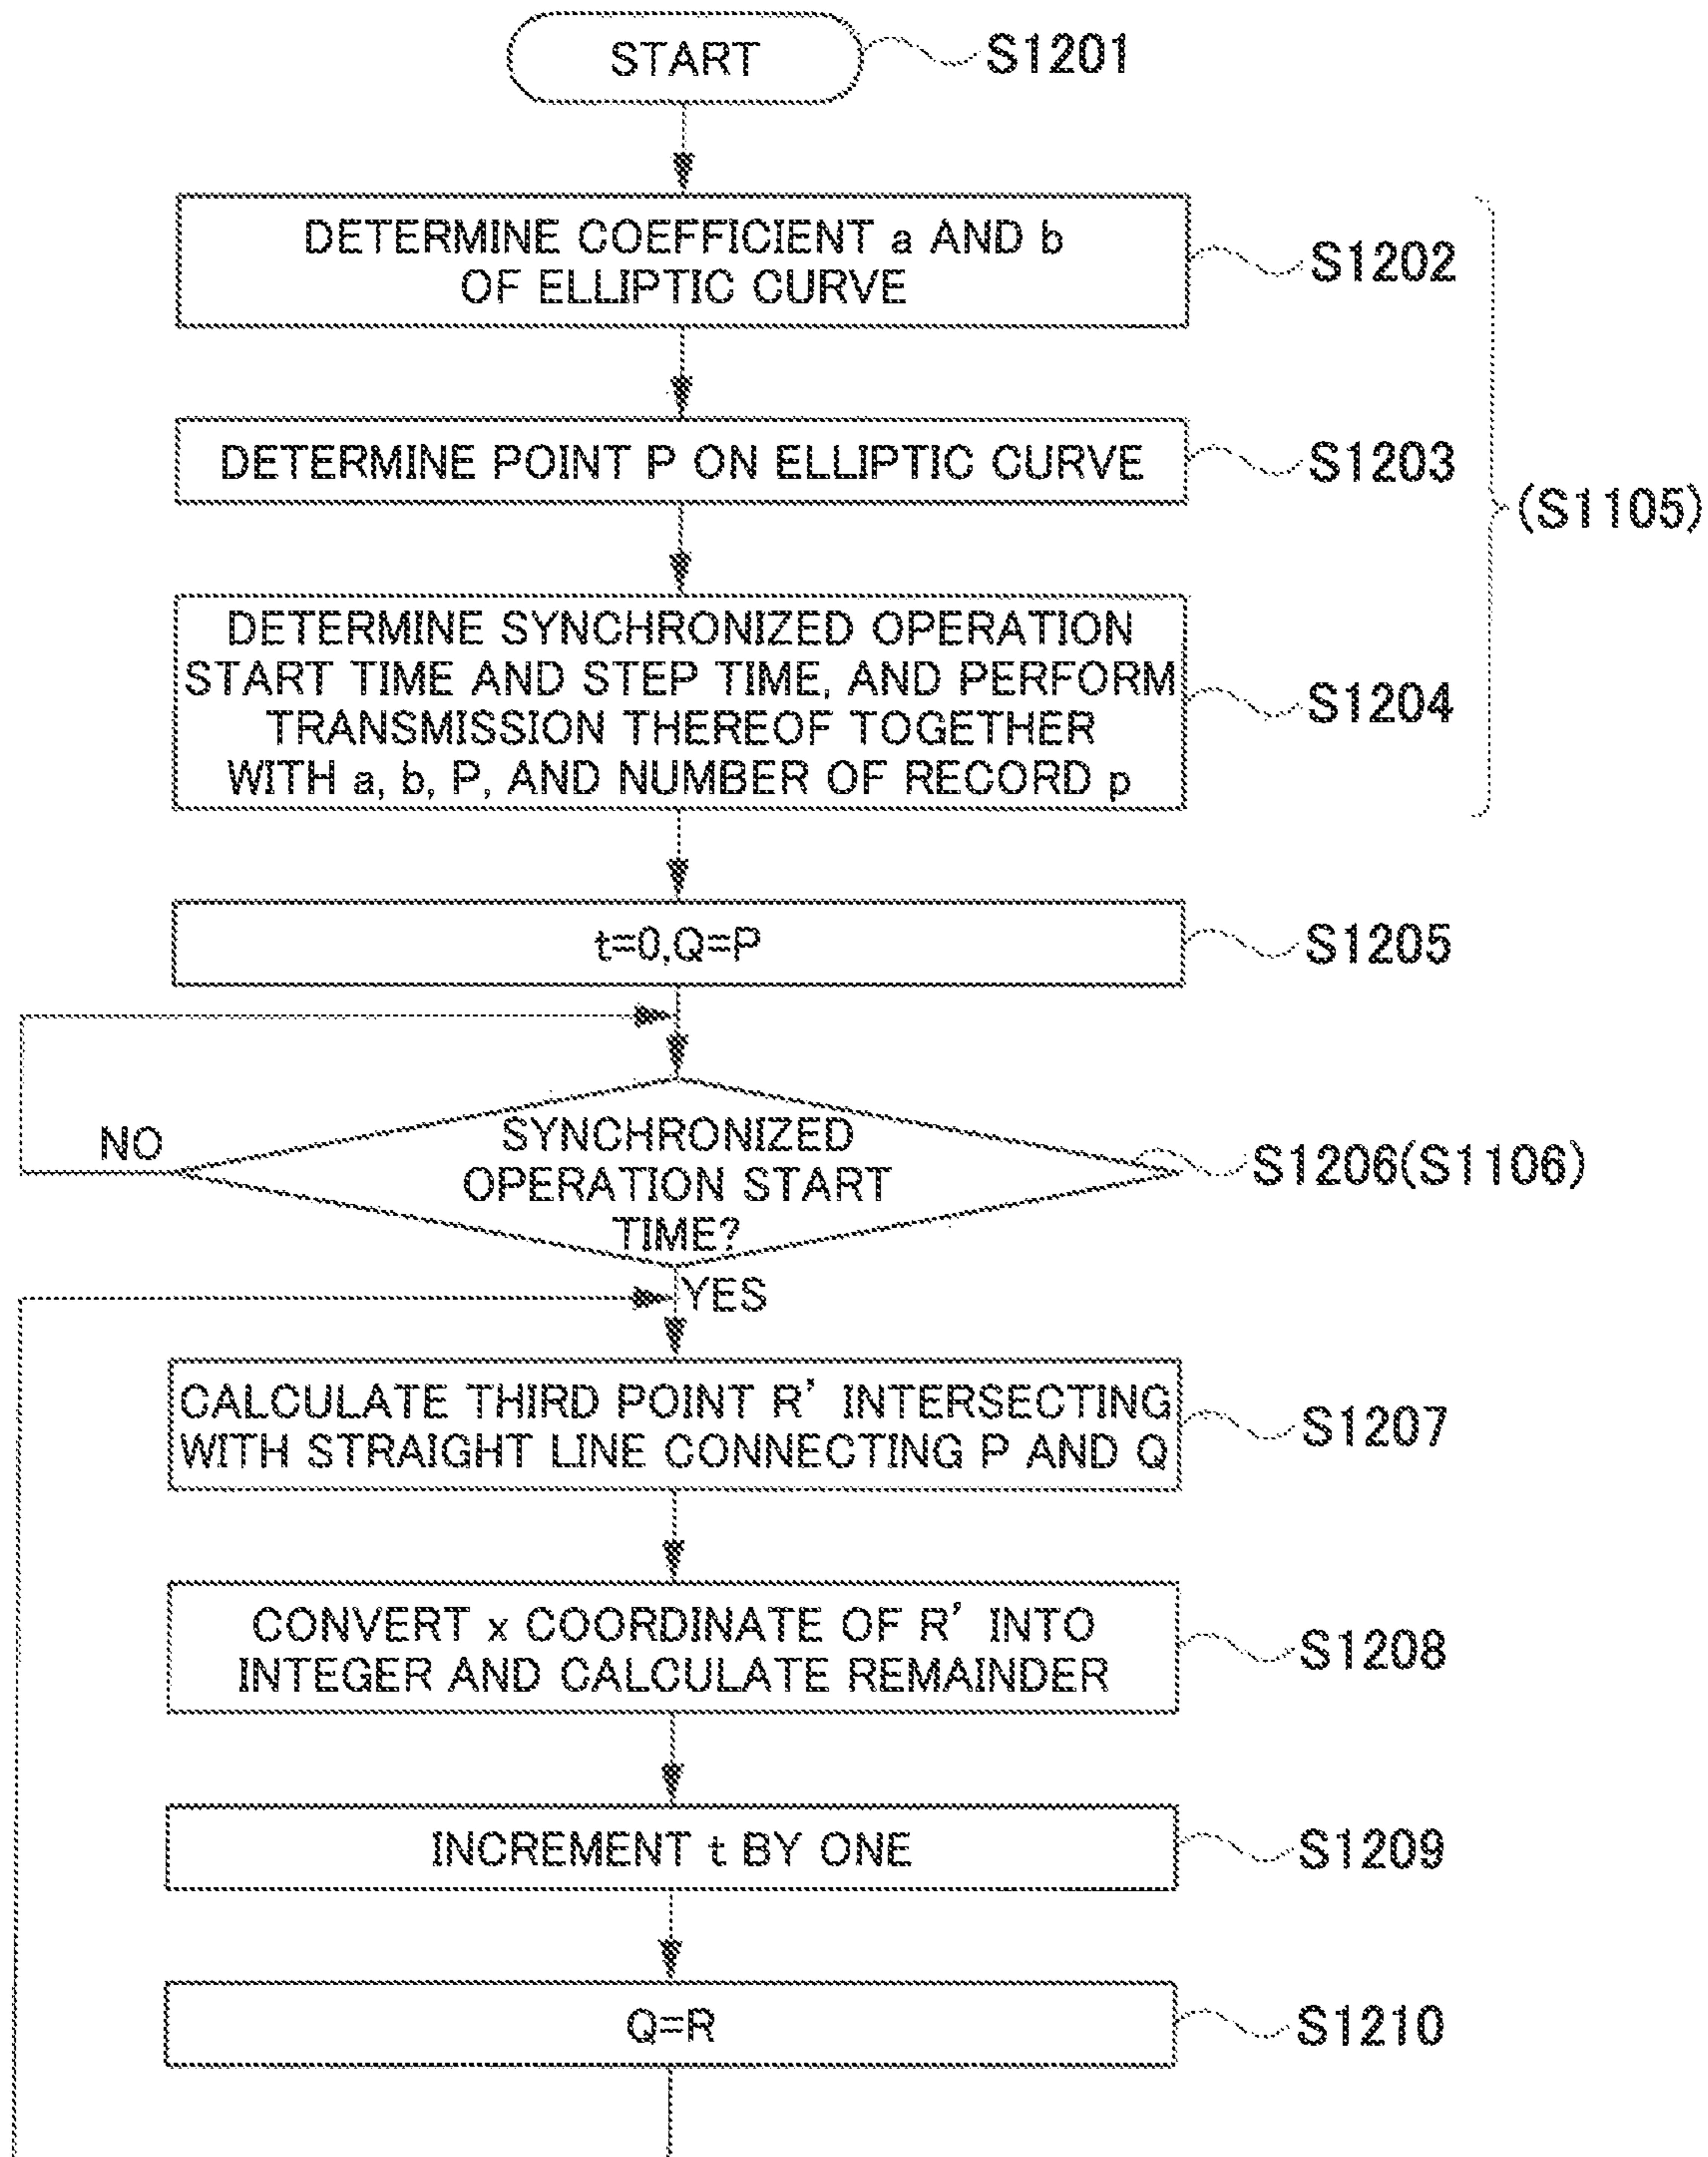 START
S1201
DETERMINE COEFFICIENT a AND b
OF ELLIPTIC CURVE
S1202
DETERMINE POINT P ON ELLIPTIC CURVE
S1203
(S1105)
DETERMINE SYNCHRONIZED OPERATION
START TIME AND STEP TIME, AND PERFORM
TRANSMISSION THEREOF TOGETHER
WITH a, b, P, AND NUMBER OF RECORD p
S1204
t=0,Q=P
S1205
NO
SYNCHRONIZED
OPERATION START
TIME?
S1206(S1106)
YES
CALCULATE THIRD POINT R' INTERSECTING
WITH STRAIGHT LINE CONNECTING P AND Q
S1207
CONVERT x COORDINATE OF R' INTO
INTEGER AND CALCULATE REMAINDER
S1208
INCREMENT t BY ONE
S1209
Q=R
S1210